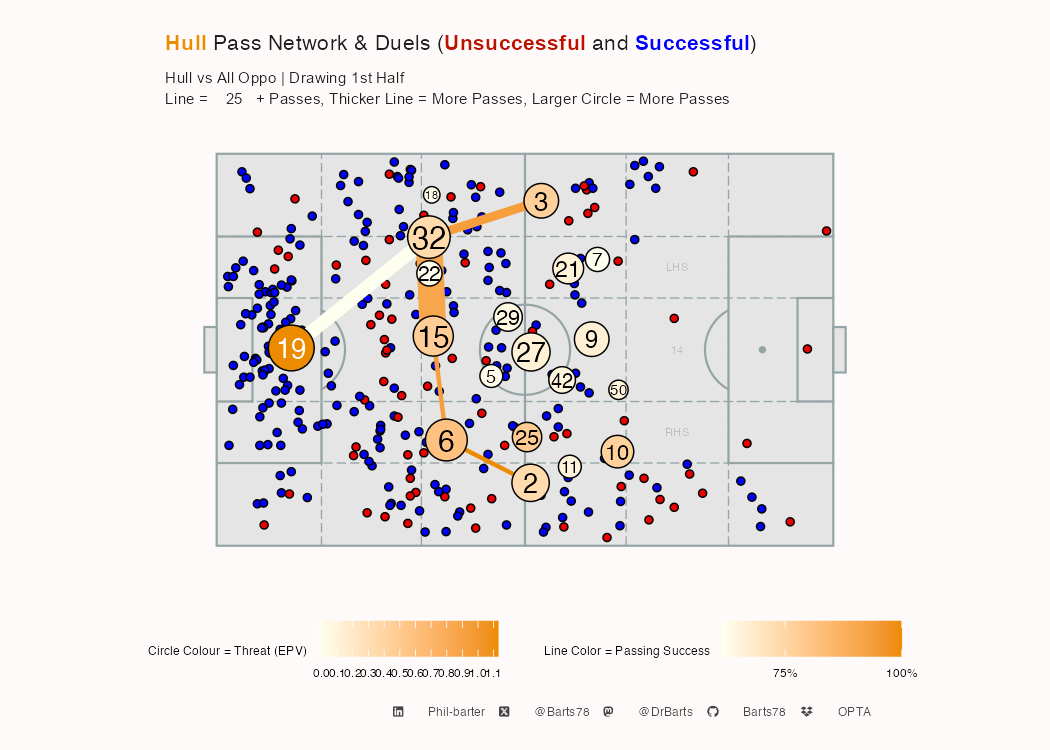 Hull Pass Network & Duels (Unsuccessful and Successful)
Hull vs All Oppo | Drawing 1st Half
Line = 25 + Passes, Thicker Line = More Passes, Larger Circle = More Passes
18
3
32
22
21
7
LHS
29
15
19
27
9
14
5
42
50
6
25
10
RHS
11
2
Circle Colour = Threat (EPV)
0.00.10.20.30.40.50.60.70.80.91.01.1
Line Color = Passing Success
75% 100%
Phil-barter @Barts78 @DrBarts Barts78 OPTA